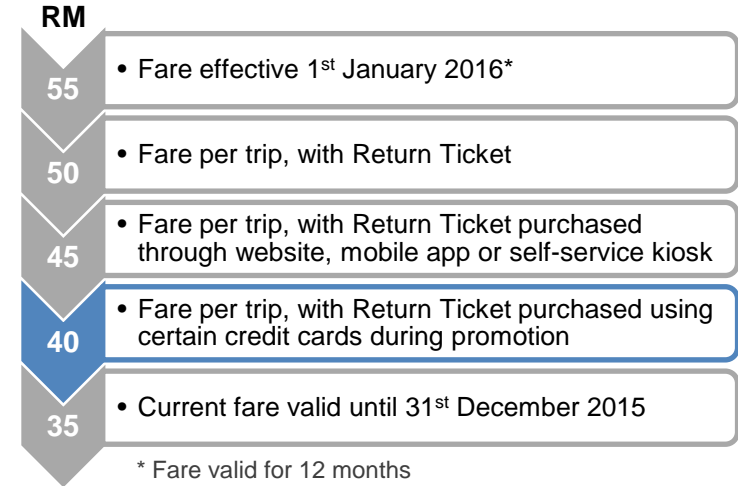 RM
55
• Fare effective 1st January 2016*
50
• Fare per trip, with Return Ticket
45
• Fare per trip, with Return Ticket purchased
through website, mobile app or self-service kiosk
40
• Fare per trip, with Return Ticket purchased using
certain credit cards during promotion
35
• Current fare valid until 31st December 2015
* Fare valid for 12 months